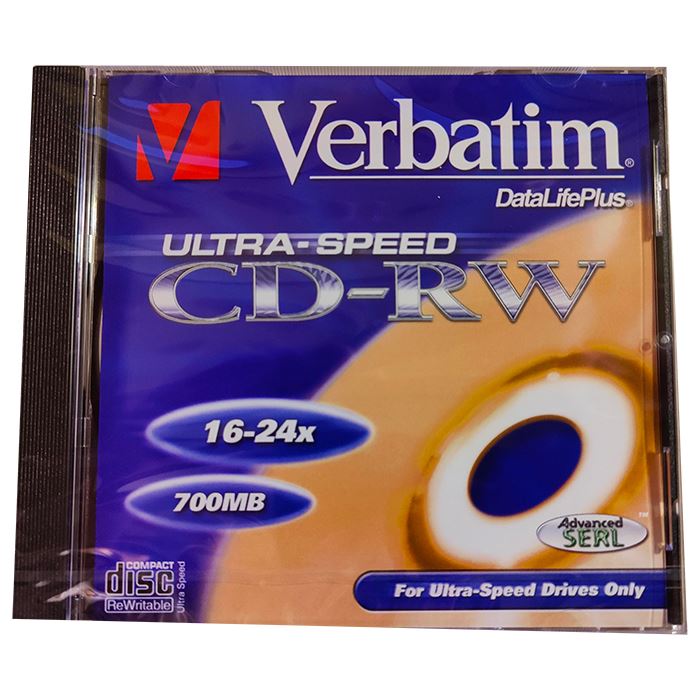 Verbatim®
DataLifePlus®
ULTRA-SPEED
CD-RW
16-24x
700MB
Advanced™
SERL
COMPACT
disc
ReWritable
Ultra Speed
For Ultra-Speed Drives Only